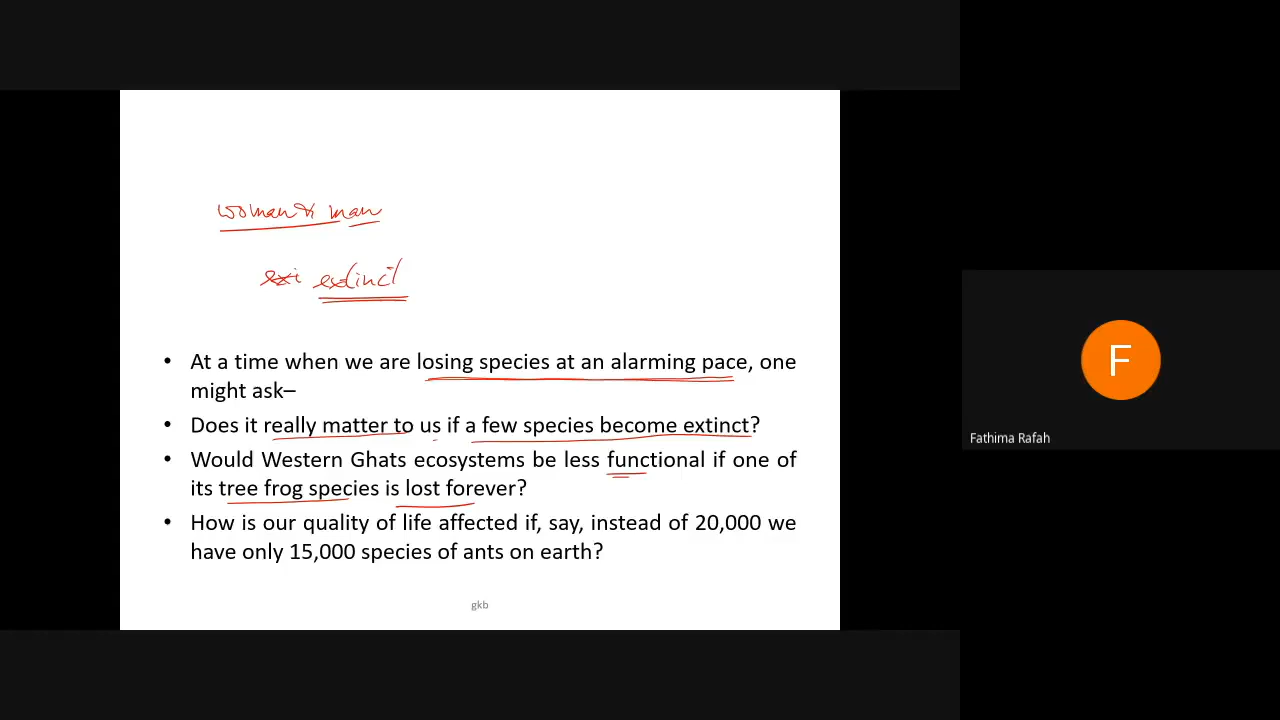 woman & man
exi extinct
• At a time when we are losing species at an alarming pace, one
might ask–
• Does it really matter to us if a few species become extinct?
• Would Western Ghats ecosystems be less functional if one of
its tree frog species is lost forever?
• How is our quality of life affected if, say, instead of 20,000 we
have only 15,000 species of ants on earth?
gkb
F
Fathima Rafah